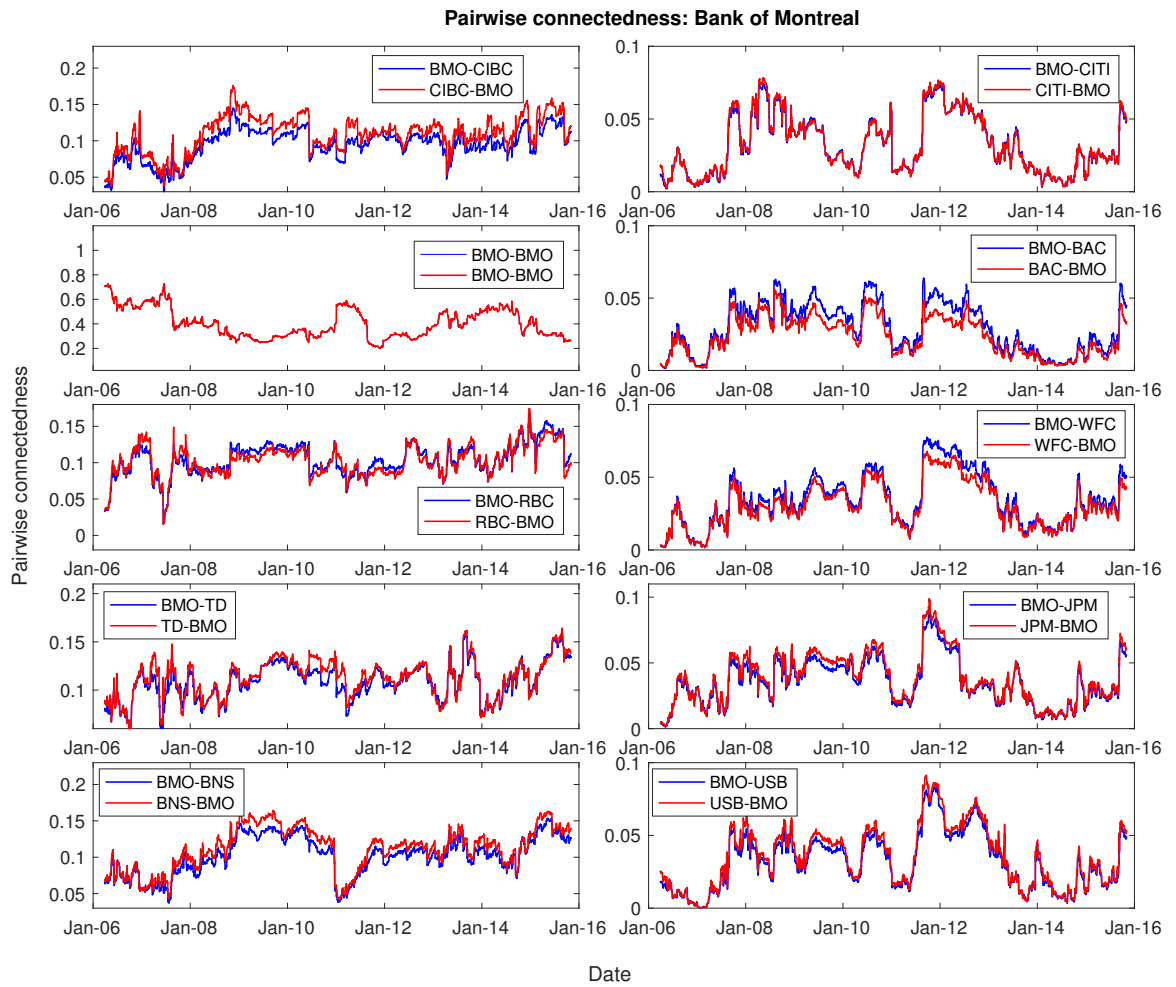 Pairwise connectedness: Bank of Montreal
Pairwise connectedness
0.2
0.15
0.1
0.05
BMO-CIBC
CIBC-BMO
Jan-06 Jan-08 Jan-10 Jan-12 Jan-14 Jan-16
0.1
0.05
0
BMO-CITI
CITI-BMO
Jan-06 Jan-08 Jan-10 Jan-12 Jan-14 Jan-16
1
0.8
0.6
0.4
0.2
BMO-BMO
BMO-BMO
Jan-06 Jan-08 Jan-10 Jan-12 Jan-14 Jan-16
0.1
0.05
0
BMO-BAC
BAC-BMO
Jan-06 Jan-08 Jan-10 Jan-12 Jan-14 Jan-16
0.15
0.1
0.05
0
BMO-RBC
RBC-BMO
Jan-06 Jan-08 Jan-10 Jan-12 Jan-14 Jan-16
0.1
0.05
0
BMO-WFC
WFC-BMO
Jan-06 Jan-08 Jan-10 Jan-12 Jan-14 Jan-16
0.2
0.15
0.1
BMO-TD
TD-BMO
Jan-06 Jan-08 Jan-10 Jan-12 Jan-14 Jan-16
0.1
0.05
0
BMO-JPM
JPM-BMO
Jan-06 Jan-08 Jan-10 Jan-12 Jan-14 Jan-16
0.2
0.15
0.1
0.05
BMO-BNS
BNS-BMO
Jan-06 Jan-08 Jan-10 Jan-12 Jan-14 Jan-16
0.1
0.05
0
BMO-USB
USB-BMO
Jan-06 Jan-08 Jan-10 Jan-12 Jan-14 Jan-16
Date